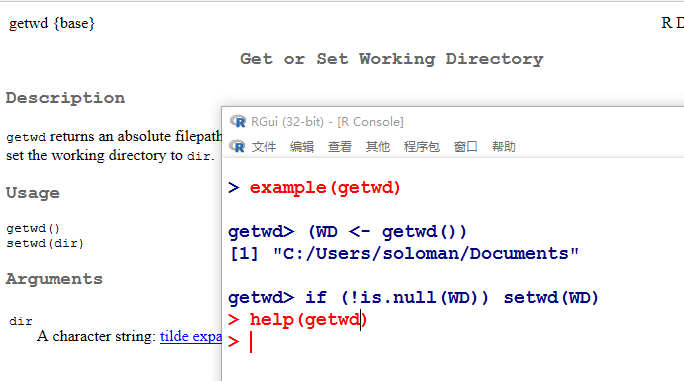 getwd {base}
R D
Get or Set Working Directory
Description
getwd returns an absolute filepath
set the working directory to dir.
Usage
getwd()
setwd(dir)
Arguments
dir
A character string: tilde expa
RGui (32-bit) - [R Console]
文件 编辑 查看 其他 程序包 窗口 帮助
> example(getwd)
getwd> (WD <- getwd())
[1] "C:/Users/soloman/Documents"
getwd> if (!is.null(WD)) setwd(WD)
> help(getwd)
>